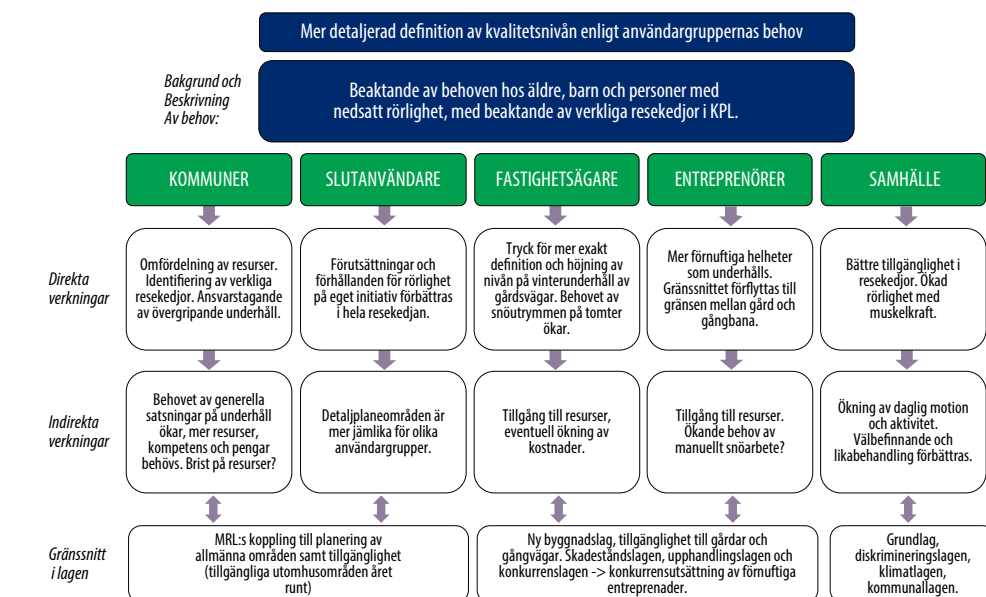 Mer detaljerad definition av kvalitetsnivån enligt användargruppernas behov
Bakgrund och
Beskrivning
Av behov:
Beaktande av behoven hos äldre, barn och personer med
nedsatt rörlighet, med beaktande av verkliga resekedjor i KPL.
KOMMUNER
SLUTANVÄNDARE
FASTIGHETSÄGARE
ENTREPRENÖRER
SAMHÄLLE
Direkta
verkningar
Omfördelning av resurser.
Identifiering av verkliga
resekedjor. Ansvarstagande
av övergripande underhåll.
Förutsättningar och
förhållanden för rörlighet
på eget initiativ förbättras
i hela resekedjan.
Tryck för mer exakt
definition och höjning av
nivån på vinterunderhåll av
gårdsvägar. Behovet av
snöutrymmen på tomter
ökar.
Mer förnuftiga helheter
som underhålls.
Gränssnittet förflyttas till
gränsen mellan gård och
gångbana.
Bättre tillgänglighet i
resekedjor. Ökad
rörlighet med
muskelkraft.
Indirekta
verkningar
Behovet av generella
satsningar på underhåll
ökar, mer resurser,
kompetens och pengar
behövs. Brist på resurser?
Detaljplaneområden är
mer jämlika för olika
användargrupper.
Tillgång till resurser,
eventuell ökning av
kostnader.
Tillgång till resurser.
Ökande behov av
manuellt snöarbete?
Ökning av daglig motion
och aktivitet.
Välbefinnande och
likabehandling förbättras.
Gränssnitt
i lagen
MRL:s koppling till planering av
allmänna områden samt tillgänglighet
(tillgängliga utomhusområden året
runt)
Ny byggnadslag, tillgänglighet till gårdar och
gångvägar. Skadeståndslagen, upphandlingslagen och
konkurrenslagen -> konkurrensutsättning av förnuftiga
entreprenader.
Grundlag,
diskrimineringslagen,
klimatlagen,
kommunallagen.